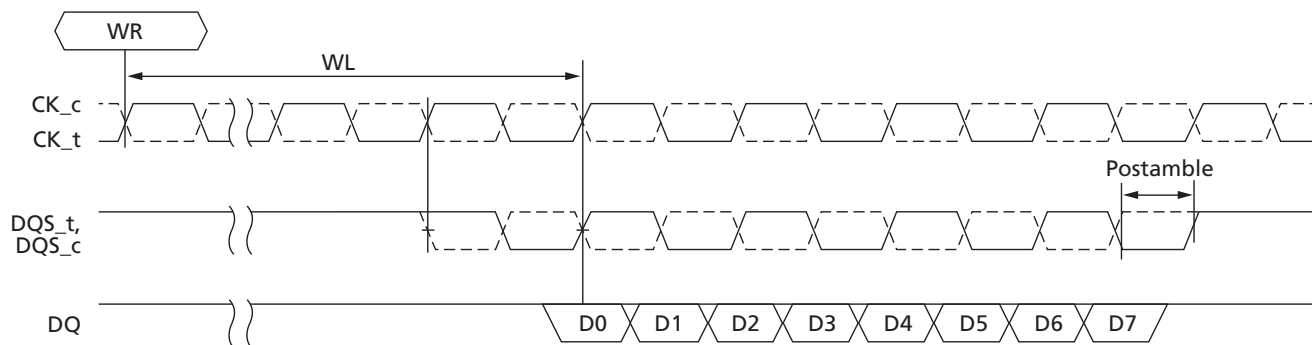 WR
WL
CK_c
CK_t
Postamble
DQS_t,
DQS_c
DQ
D0 D1 D2 D3 D4 D5 D6 D7